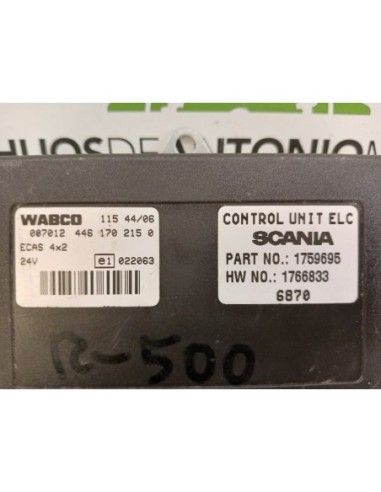 HIJOS DE ANTONIO A
WABCO 115 44/06
007012 446 170 215 0
ECAS 4x2
24V e1 022063
CONTROL UNIT ELC
SCANIA
PART NO.: 1759695
HW NO.: 1766833
6870
R-500